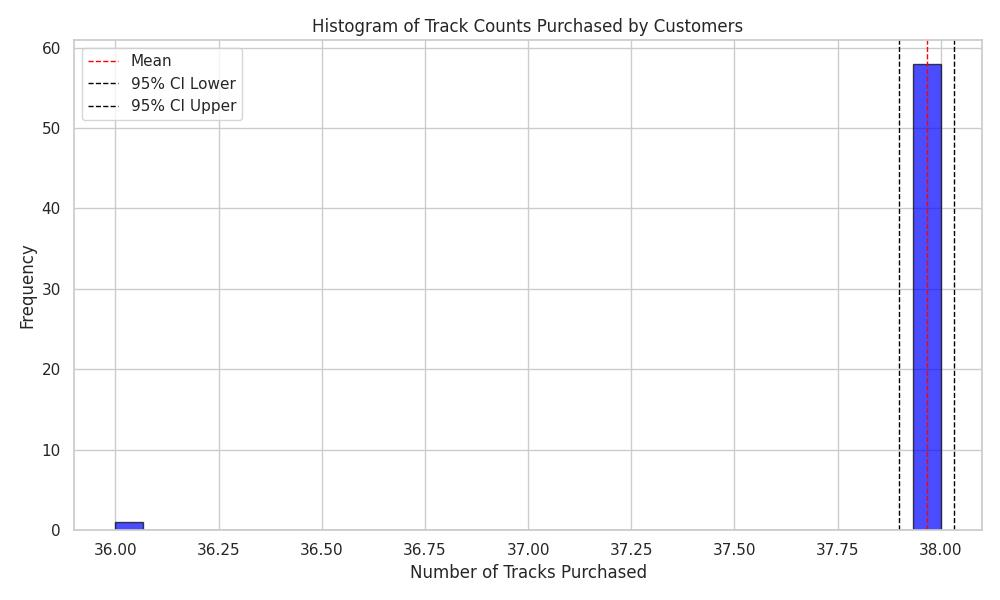 Histogram of Track Counts Purchased by Customers
60
50
40
30
20
10
0
Frequency
Mean
95% CI Lower
95% CI Upper
36.00 36.25 36.50 36.75 37.00 37.25 37.50 37.75 38.00
Number of Tracks Purchased